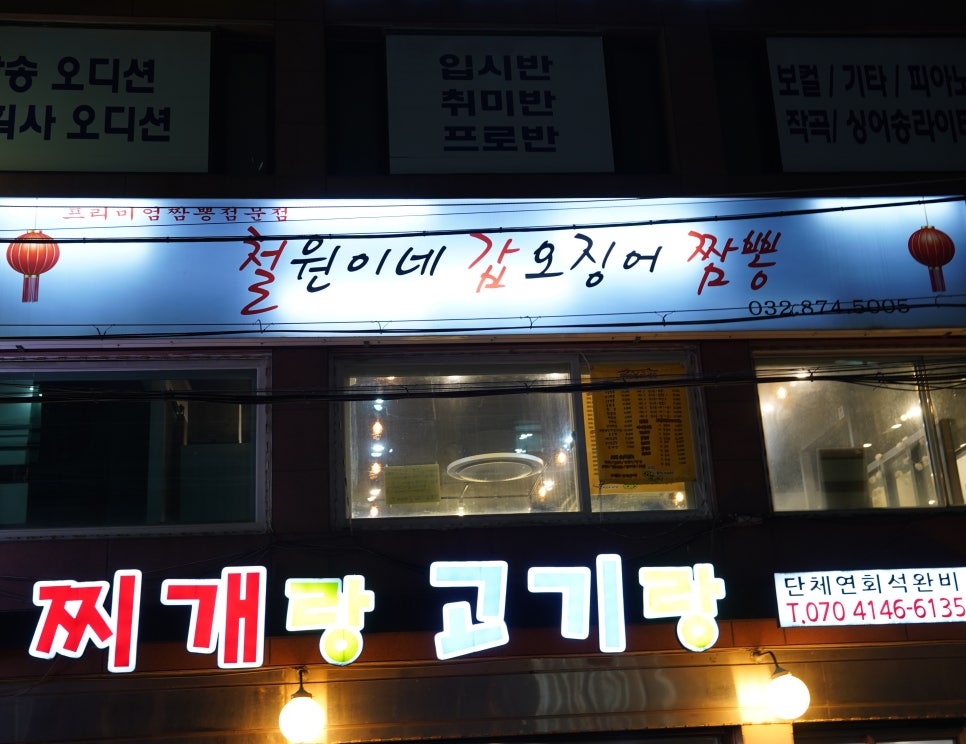 송 오디션
픽사 오디션
입시반
취미반
프로반
보컬 / 기타 / 피아노
작곡/ 싱어송라이터
프리미엄짬뽕점문점
철원이네 갑오징어 짬뽕
032.874.5005
찌개랑 고기랑
단체연회석완비
T.070 4146-6135